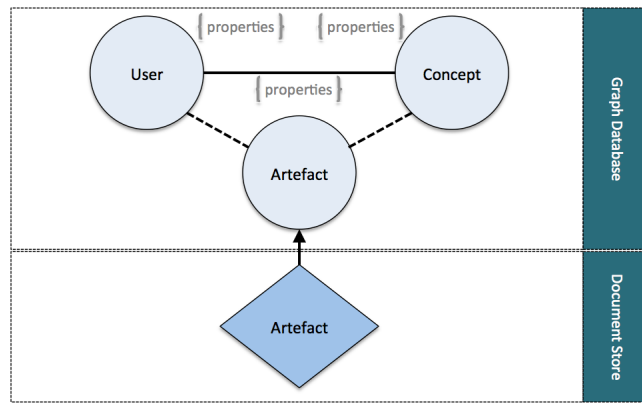 { properties }
{ properties }
User
Concept
{ properties }
Artefact
Graph Database
Artefact
Document Store